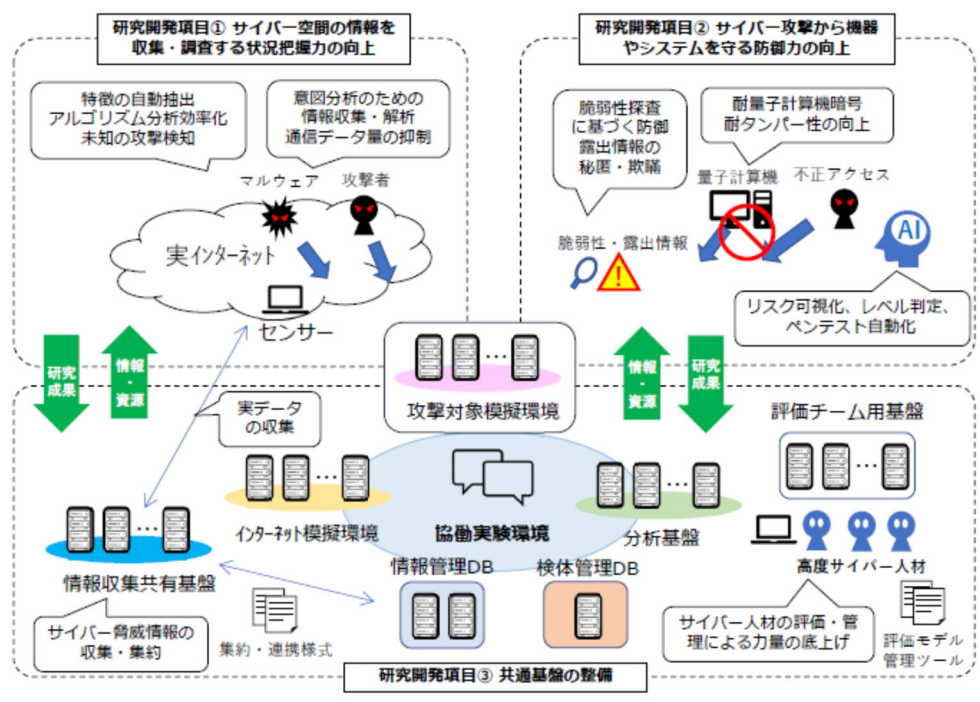 研究開発項目① サイバー空間の情報を
収集・調査する状況把握力の向上
研究開発項目② サイバー攻撃から機器
やシステムを守る防御力の向上
特徴の自動抽出
アルゴリズム分析効率化
未知の攻撃検知
意図分析のための
情報収集・解析
通信データ量の抑制
マルウェア
攻撃者
実インターネット
センサー
脆弱性探査
に基づく防御
露出情報の
秘匿・欺瞞
耐量子計算機暗号
耐タンパー性の向上
量子計算機
不正アクセス
脆弱性・露出情報
AI
リスク可視化、レベル判定、
ペンテスト自動化
研究
成果
情報
・
資源
情報
・
資源
研究
成果
…
攻撃対象模擬環境
実データ
の収集
…
インターネット模擬環境
協働実験環境
…
分析基盤
評価チーム用基盤
…
高度サイバー人材
…
情報収集共有基盤
情報管理DB
検体管理DB
サイバー脅威情報の
収集・集約
集約・連携様式
サイバー人材の評価・管
理による力量の底上げ
評価モデル
管理ツール
研究開発項目③ 共通基盤の整備